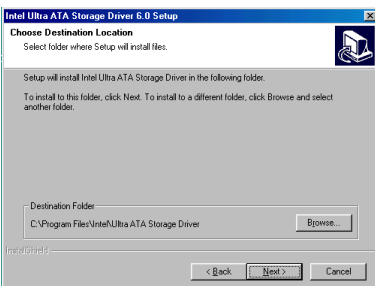 Intel Ultra ATA Storage Driver 6.0 Setup
Choose Destination Location
Select folder where Setup will install files.
Setup will install Intel Ultra ATA Storage Driver in the following folder.
To install to this folder, click Next. To install to a different folder, click Browse and select
another folder.
Destination Folder
C:\Program Files\Intel\Ultra ATA Storage Driver
Browse...
InstallShield
< Back
Next >
Cancel